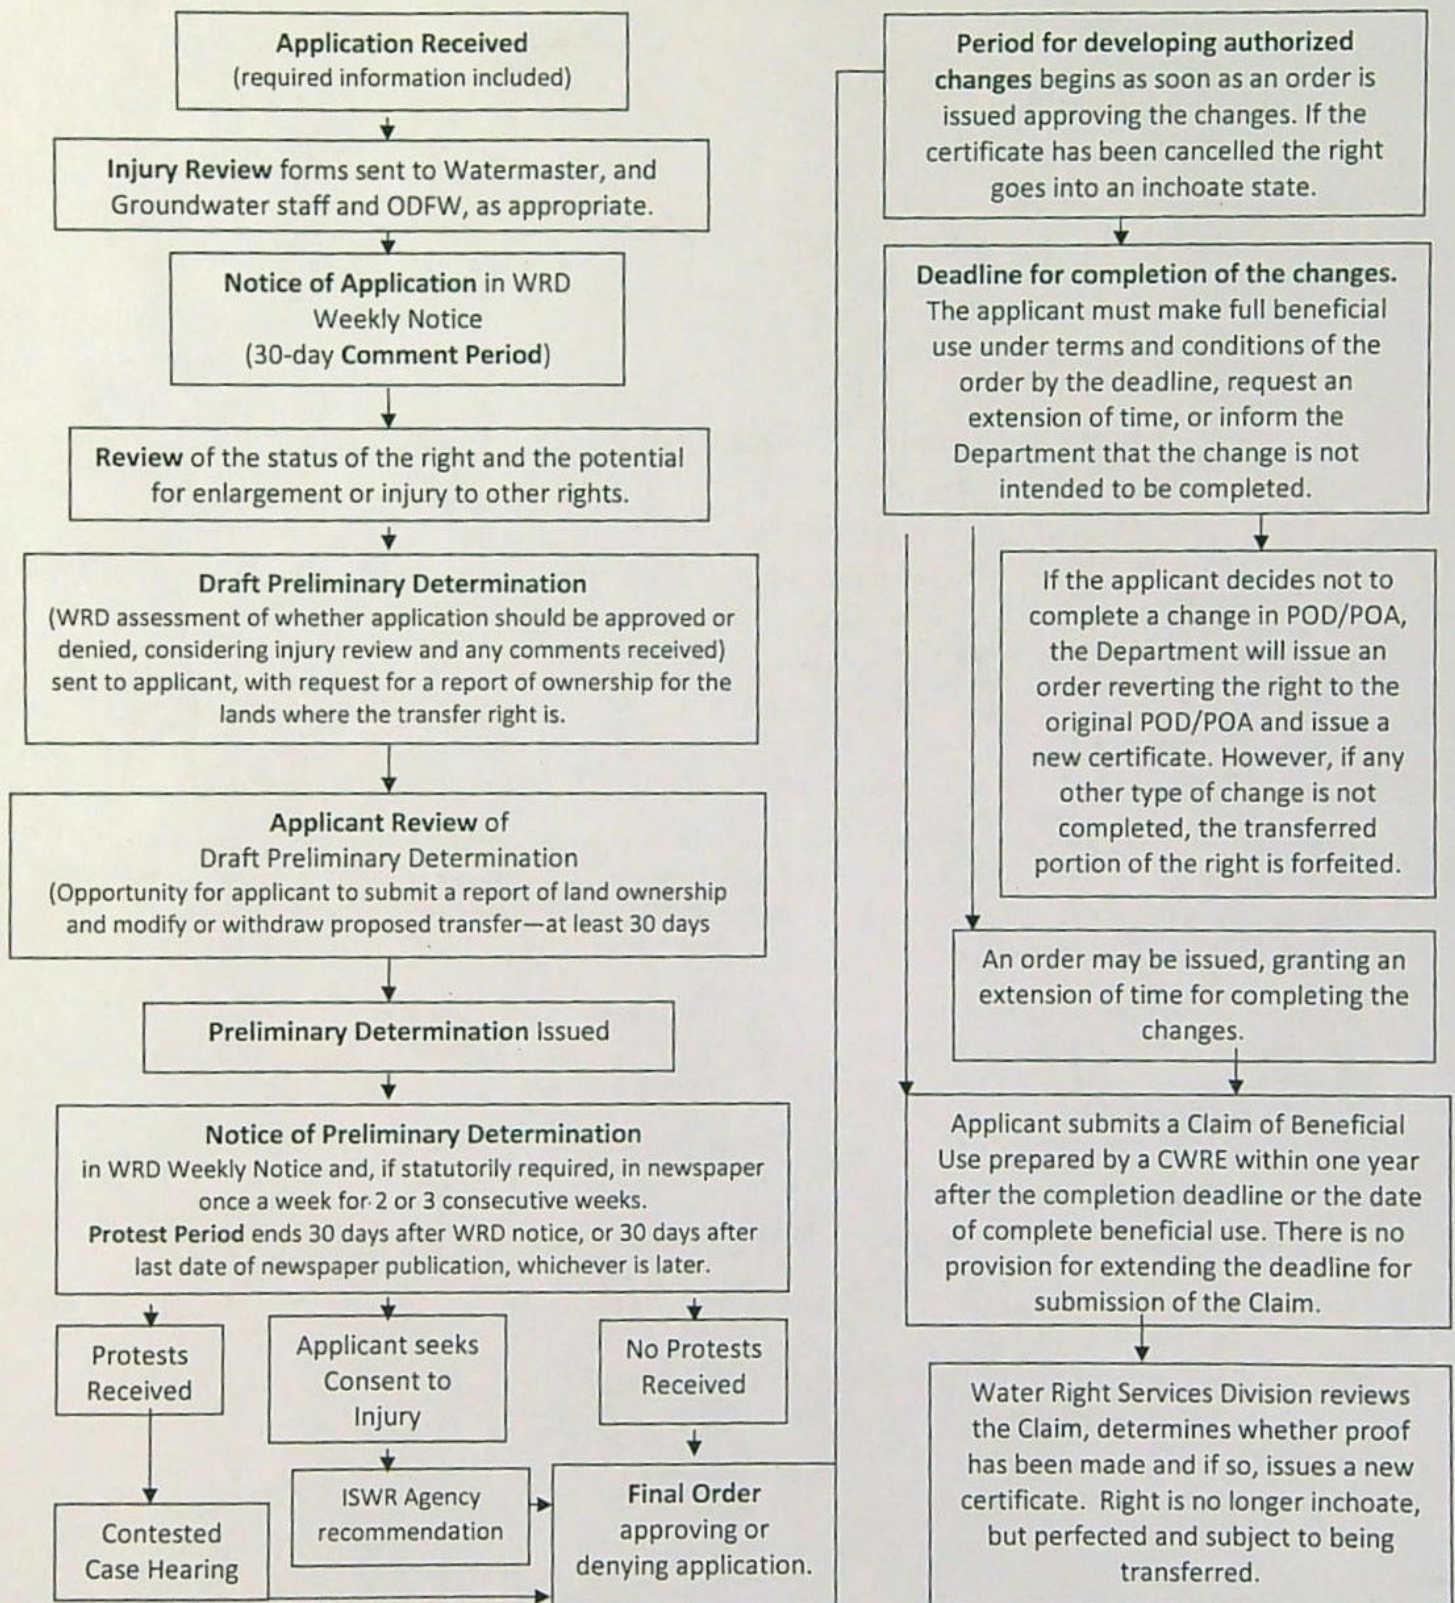 Application Received
(required information included)
Injury Review forms sent to Watermaster, and
Groundwater staff and ODFW, as appropriate.
Notice of Application in WRD
Weekly Notice
(30-day Comment Period)
Review of the status of the right and the potential
for enlargement or injury to other rights.
Draft Preliminary Determination
(WRD assessment of whether application should be approved or
denied, considering injury review and any comments received)
sent to applicant, with request for a report of ownership for the
lands where the transfer right is.
Applicant Review of
Draft Preliminary Determination
(Opportunity for applicant to submit a report of land ownership
and modify or withdraw proposed transfer—at least 30 days
Preliminary Determination Issued
Notice of Preliminary Determination
in WRD Weekly Notice and, if statutorily required, in newspaper
once a week for 2 or 3 consecutive weeks.
Protest Period ends 30 days after WRD notice, or 30 days after
last date of newspaper publication, whichever is later.
Protests
Received
Applicant seeks
Consent to
Injury
No Protests
Received
Contested
Case Hearing
ISWR Agency
recommendation
Final Order
approving or
denying application.
Period for developing authorized
changes begins as soon as an order is
issued approving the changes. If the
certificate has been cancelled the right
goes into an inchoate state.
Deadline for completion of the changes.
The applicant must make full beneficial
use under terms and conditions of the
order by the deadline, request an
extension of time, or inform the
Department that the change is not
intended to be completed.
If the applicant decides not to
complete a change in POD/POA,
the Department will issue an
order reverting the right to the
original POD/POA and issue a
new certificate. However, if any
other type of change is not
completed, the transferred
portion of the right is forfeited.
An order may be issued, granting an
extension of time for completing the
changes.
Applicant submits a Claim of Beneficial
Use prepared by a CWRE within one year
after the completion deadline or the date
of complete beneficial use. There is no
provision for extending the deadline for
submission of the Claim.
Water Right Services Division reviews
the Claim, determines whether proof
has been made and if so, issues a new
certificate. Right is no longer inchoate,
but perfected and subject to being
transferred.